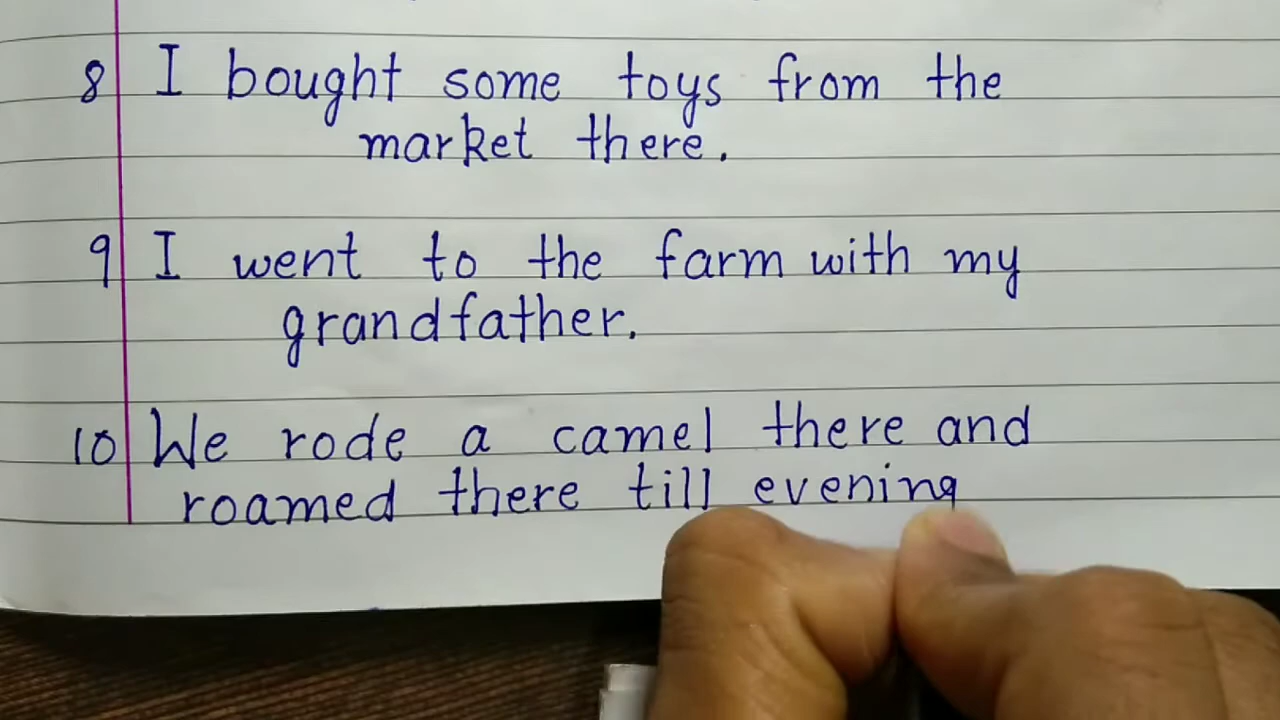 8 I bought some toys from the
market there.
9 I went to the farm with my
grandfather.
10 We rode a camel there and
roamed there till evening